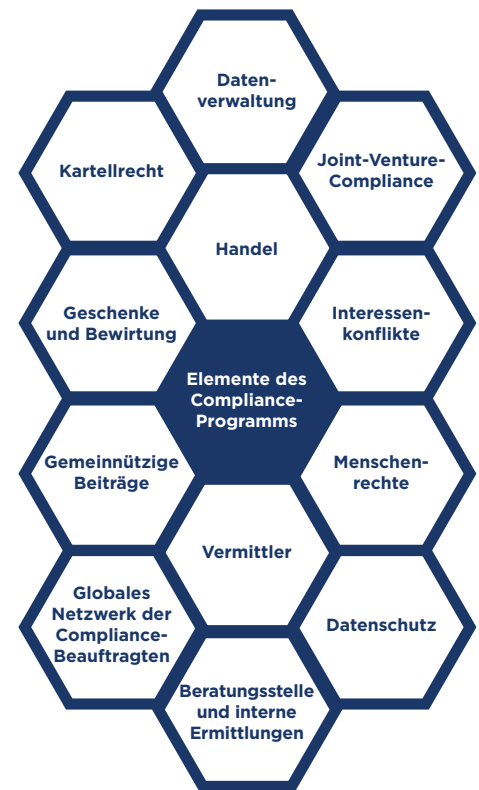 Daten-
verwaltung
Kartellrecht
Joint-Venture-
Compliance
Handel
Geschenke
und Bewirtung
Interessen-
konflikte
Elemente des
Compliance-
Programms
Gemeinnützige
Beiträge
Menschen-
rechte
Vermittler
Globales
Netzwerk der
Compliance-
Beauftragten
Datenschutz
Beratungsstelle
und interne
Ermittlungen